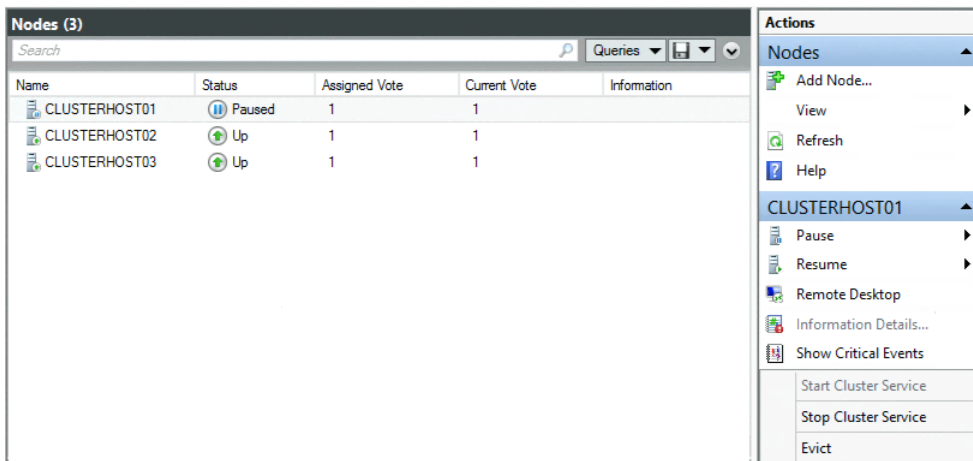 Nodes (3)
Search
Queries
Name Status Assigned Vote Current Vote Information
CLUSTERHOST01 Paused 1 1
CLUSTERHOST02 Up 1 1
CLUSTERHOST03 Up 1 1
Actions
Nodes
Add Node...
View
Refresh
Help
CLUSTERHOST01
Pause
Resume
Remote Desktop
Information Details...
Show Critical Events
Start Cluster Service
Stop Cluster Service
Evict